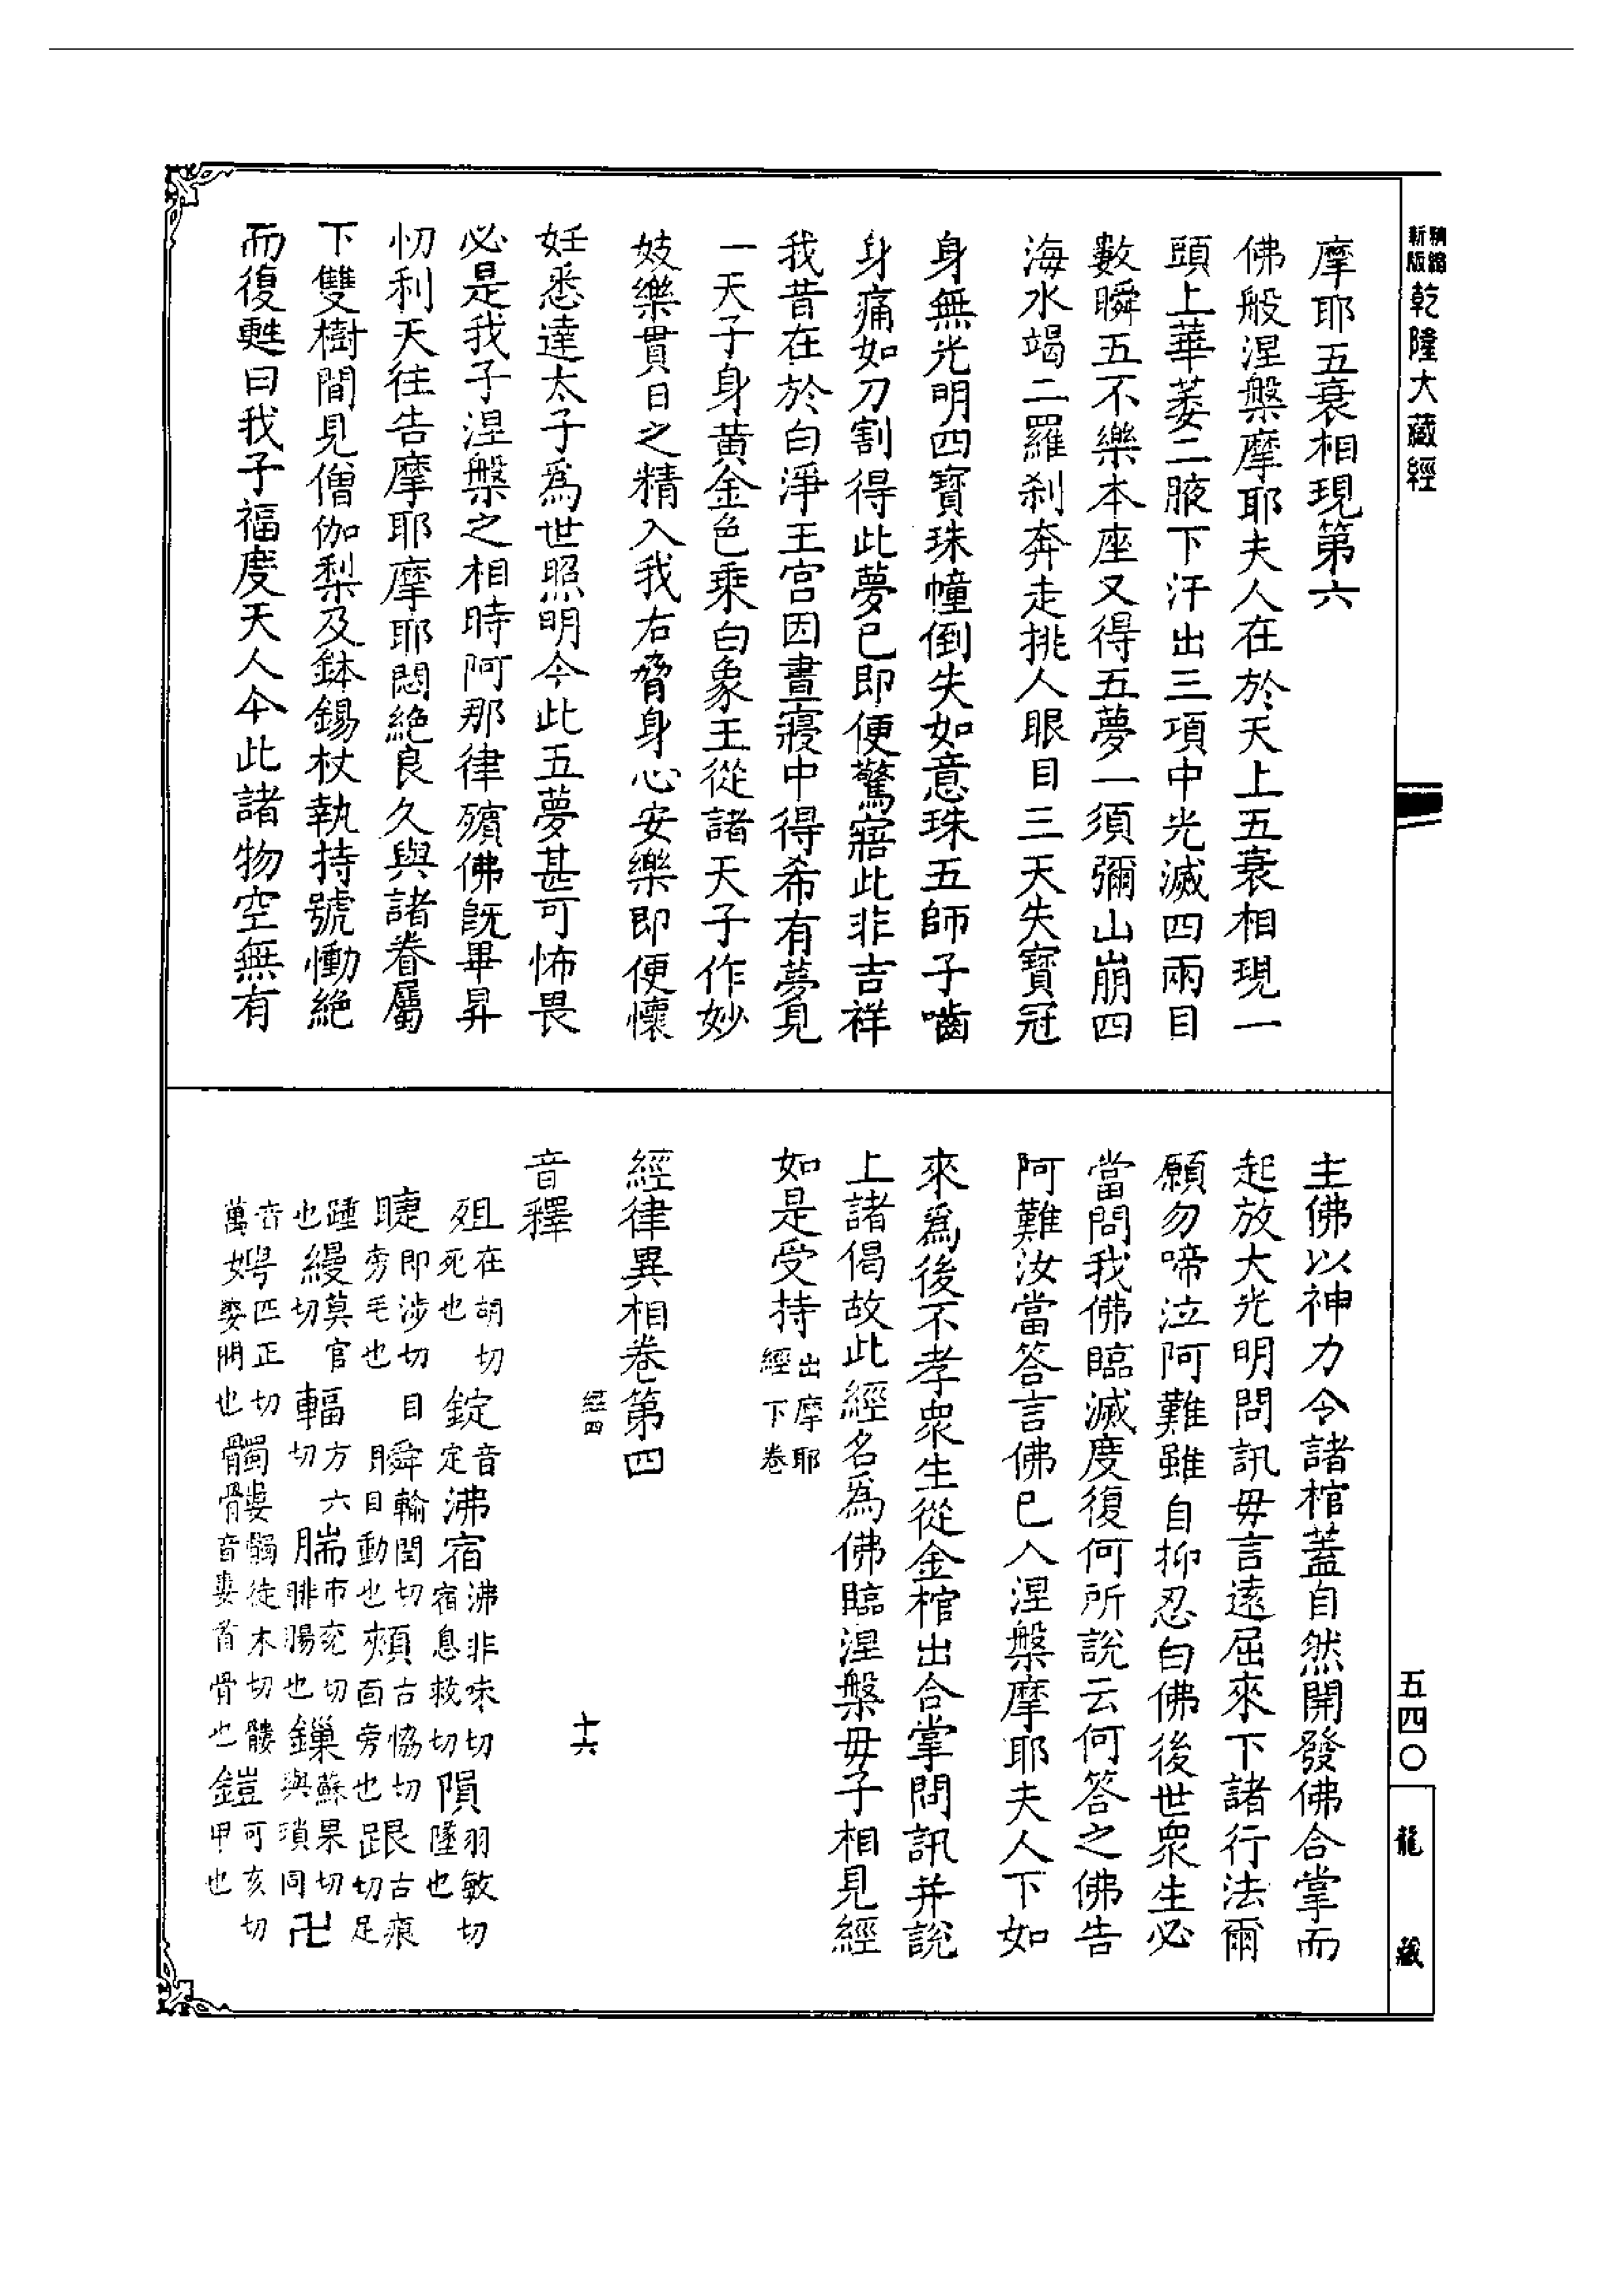 精縮
新版
乾隆大藏經
五四〇
龍藏
摩耶五衰相現第六
佛般涅槃摩耶夫人在於天上五衰相現一
頭上華萎二腋下汗出三項中光滅四兩目
數瞬五不樂本座又得五夢一須彌山崩四
海水竭二羅刹奔走挑人眼目三天失寶冠
身無光明四寶珠幢倒失如意珠五師子嚙
身痛如刀割得此夢已即便驚寤此非吉祥
我昔在於白淨王宮因晝寢中得希有夢見
一天子身黃金色乘白象王從諸天子作妙
妓樂貫日之精入我右脅身心安樂即便懷
妊悉達太子爲世照明今此五夢甚可怖畏
必是我子涅槃之相時阿那律殯佛既畢昇
忉利天往告摩耶摩耶悶絶良久與諸眷屬
下雙樹間見僧伽梨及鉢錫杖執持號慟絶
而復甦曰我子福度天人今此諸物空無有
主佛以神力令諸棺蓋自然開發佛合掌而
起放大光明問訊毋言遠屈來下諸行法爾
願勿啼泣阿難雖自抑忍白佛後世衆生必
當問我佛臨滅度復何所說云何答之佛告
阿難汝當答言佛已入涅槃摩耶夫人下如
來爲後不孝衆生從金棺出合掌問訊并說
上諸偈故此經名爲佛臨涅槃毋子相見經
如是受持出摩耶經下卷
經律異相卷第四
經四 十六
音釋
殂在胡切死也 錠音定 沸宿沸非味切宿息救切 隕羽敏切墜也
睫即涉切目旁毛也 瞬輸閏切目動也 頰古協切面旁也 跟古痕切足
踵也 縵莫官切 輻方六切 腨市兖切腓腸也 鏁蘇果切與瑣同 卍
音萬 娉匹正切娶問也 髑髏髑徒木切髏音婁首骨也 鎧可亥切甲也